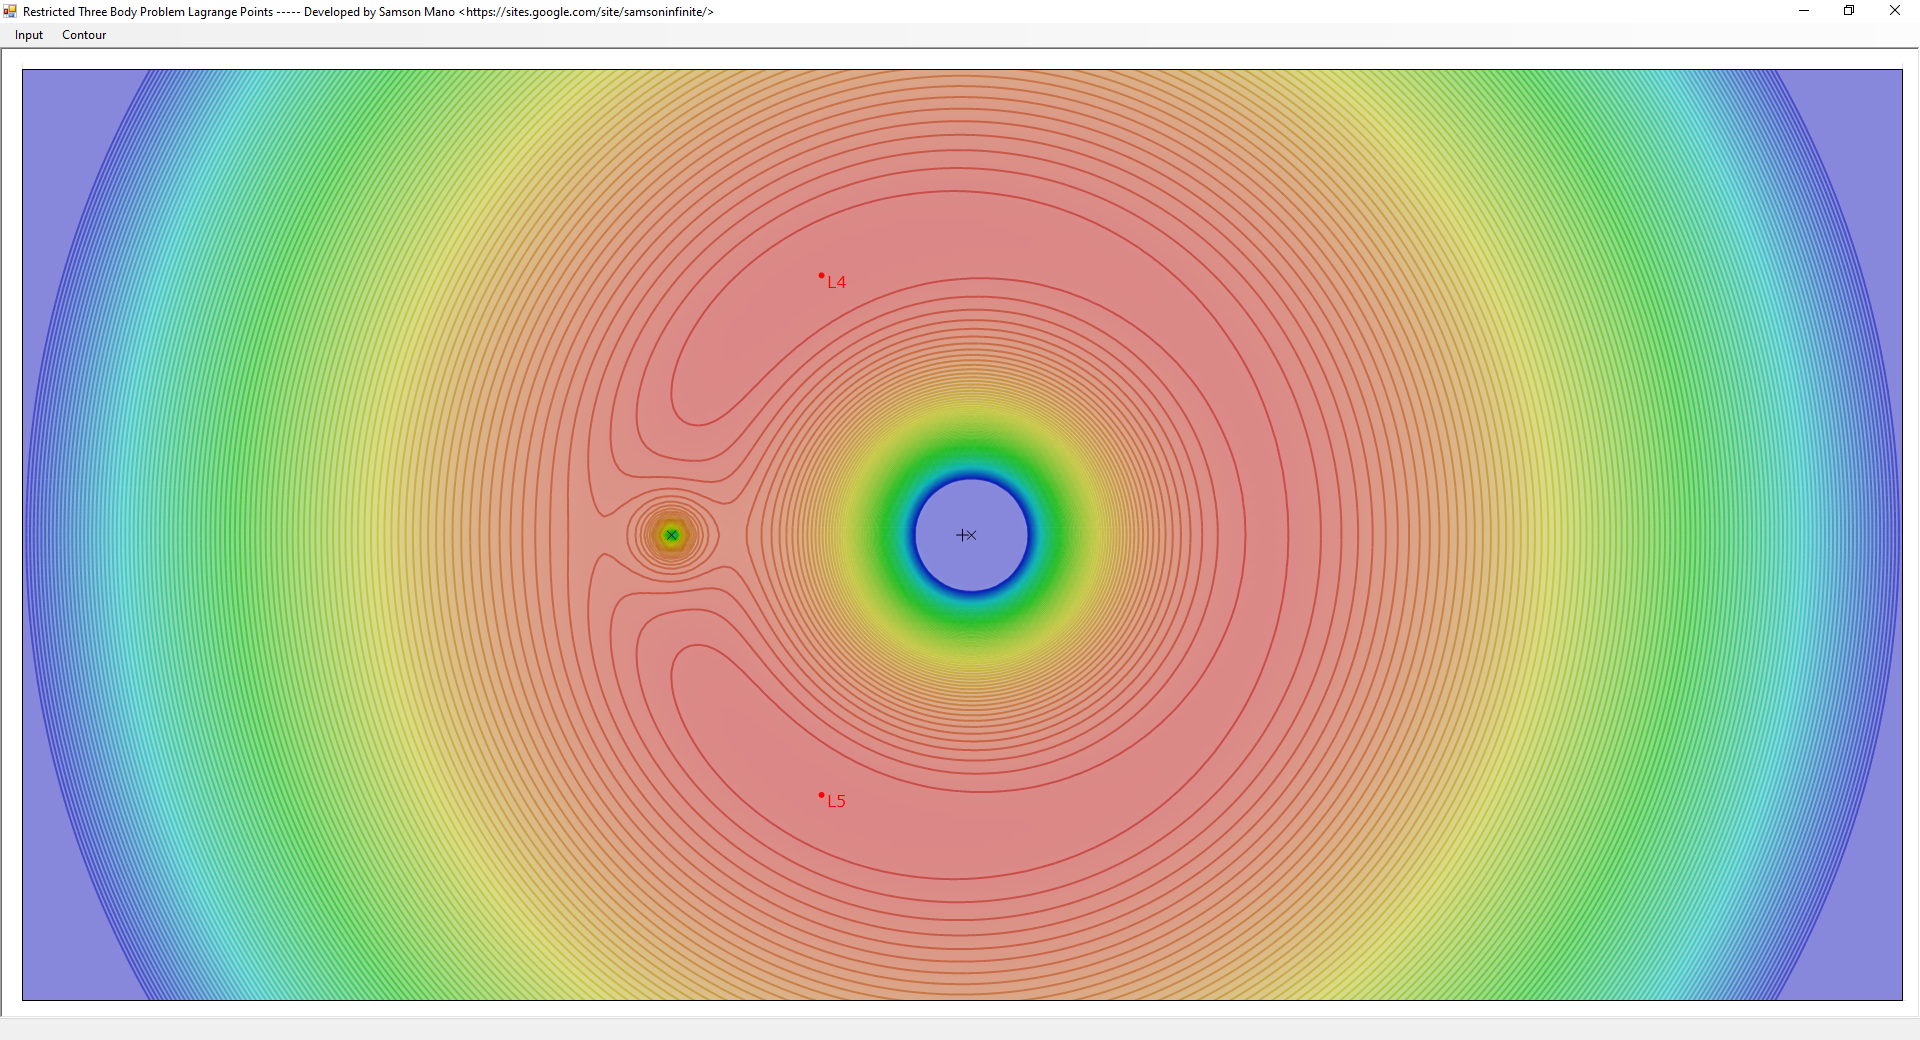 Restricted Three Body Problem Lagrange Points ----- Developed by Samson Mano <https://sites.google.com/site/samsoninfinite/>
Input Contour
L4
L5